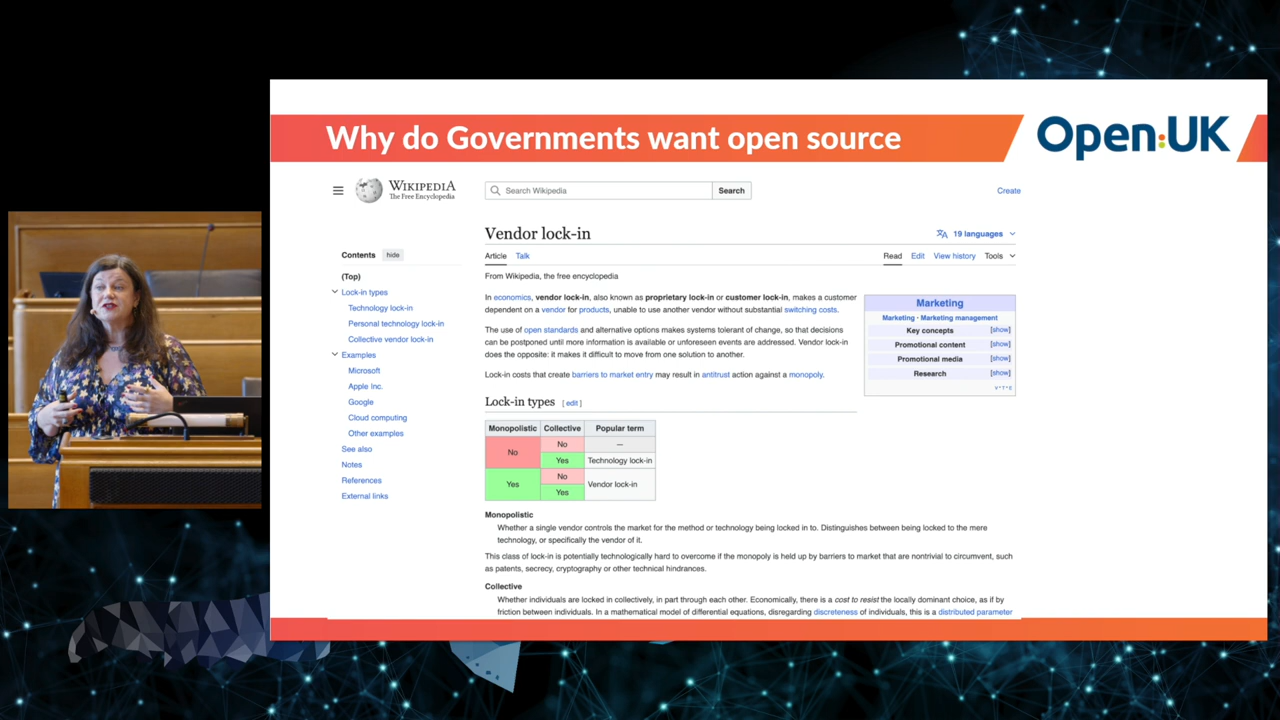 Why do Governments want open source
Open:UK
WIKIPEDIA
The Free Encyclopedia
Search Wikipedia
Search
Create
Contents
hide
(Top)
Lock-in types
Technology lock-in
Personal technology lock-in
Collective vendor lock-in
Examples
Microsoft
Apple Inc.
Google
Cloud computing
Other examples
See also
Notes
References
External links
Vendor lock-in
19 languages
Article Talk
Read Edit View history Tools
From Wikipedia, the free encyclopedia
In economics, vendor lock-in, also known as proprietary lock-in or customer lock-in, makes a customer
dependent on a vendor for products, unable to use another vendor without substantial switching costs.
The use of open standards and alternative options makes systems tolerant of change, so that decisions
can be postponed until more information is available or unforeseen events are addressed. Vendor lock-in
does the opposite: it makes it difficult to move from one solution to another.
Lock-in costs that create barriers to market entry may result in antitrust action against a monopoly.
Marketing
Marketing · Marketing management
Key concepts [show]
Promotional content [show]
Promotional media [show]
Research [show]
V · T · E
Lock-in types [ edit ]
Monopolistic Collective Popular term
No No —
Yes Technology lock-in
Yes No Vendor lock-in
Yes
Monopolistic
Whether a single vendor controls the market for the method or technology being locked in to. Distinguishes between being locked to the mere
technology, or specifically the vendor of it.
This class of lock-in is potentially technologically hard to overcome if the monopoly is held up by barriers to market that are nontrivial to circumvent, such
as patents, secrecy, cryptography or other technical hindrances.
Collective
Whether individuals are locked in collectively, in part through each other. Economically, there is a cost to resist the locally dominant choice, as if by
friction between individuals. In a mathematical model of differential equations, disregarding discreteness of individuals, this is a distributed parameter